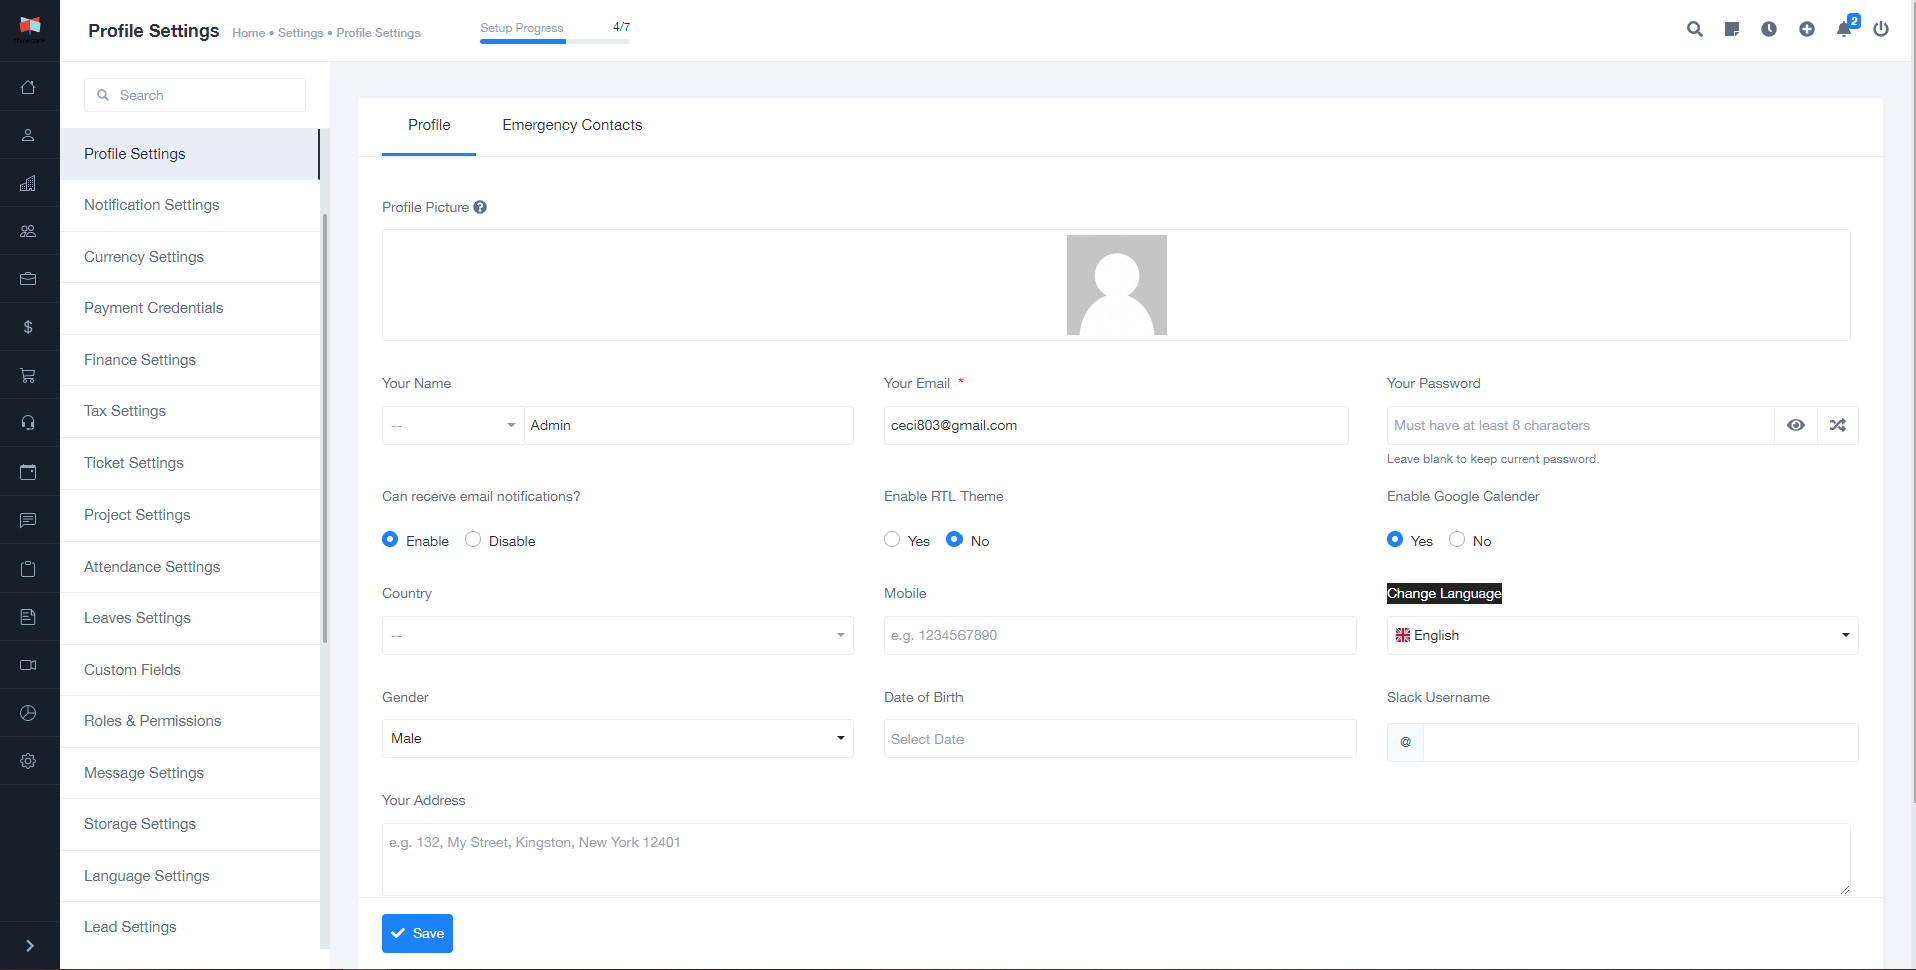 Profile Settings
Home • Settings • Profile Settings
Setup Progress
4/7
2
Search
Profile Settings
Notification Settings
Currency Settings
Payment Credentials
Finance Settings
Tax Settings
Ticket Settings
Project Settings
Attendance Settings
Leaves Settings
Custom Fields
Roles & Permissions
Message Settings
Storage Settings
Language Settings
Lead Settings
Profile
Emergency Contacts
Profile Picture
Your Name
Your Email *
Your Password
--
Admin
ceci803@gmail.com
Must have at least 8 characters
Leave blank to keep current password.
Can receive email notifications?
Enable RTL Theme
Enable Google Calender
Enable
Disable
Yes
No
Yes
No
Country
Mobile
Change Language
--
e.g. 1234567890
English
Gender
Date of Birth
Slack Username
Male
Select Date
@
Your Address
e.g. 132, My Street, Kingston, New York 12401
Save